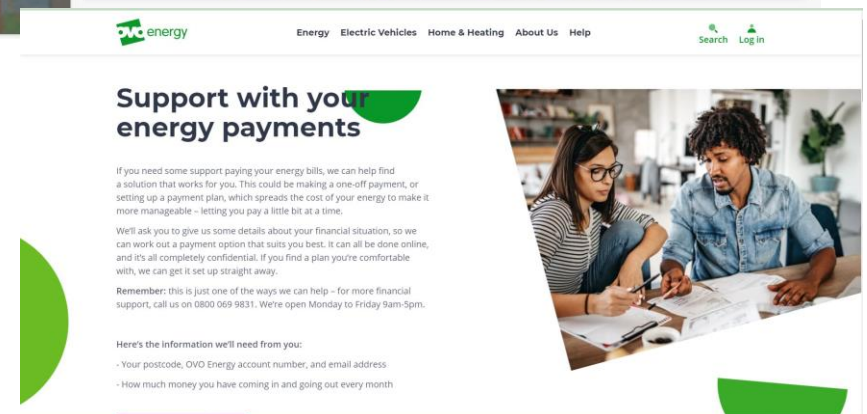 ovo energy
Energy Electric Vehicles Home & Heating About Us Help
Search Log in
Support with your
energy payments
If you need some support paying your energy bills, we can help find
a solution that works for you. This could be making a one-off payment, or
setting up a payment plan, which spreads the cost of your energy to make it
more manageable – letting you pay a little bit at a time.
We'll ask you to give us some details about your financial situation, so we
can work out a payment option that suits you best. It can all be done online,
and it's all completely confidential. If you find a plan you're comfortable
with, we can get it set up straight away.
Remember: this is just one of the ways we can help – for more financial
support, call us on 0800 069 9831. We're open Monday to Friday 9am-5pm.
Here's the information we'll need from you:
- Your postcode, OVO Energy account number, and email address
- How much money you have coming in and going out every month